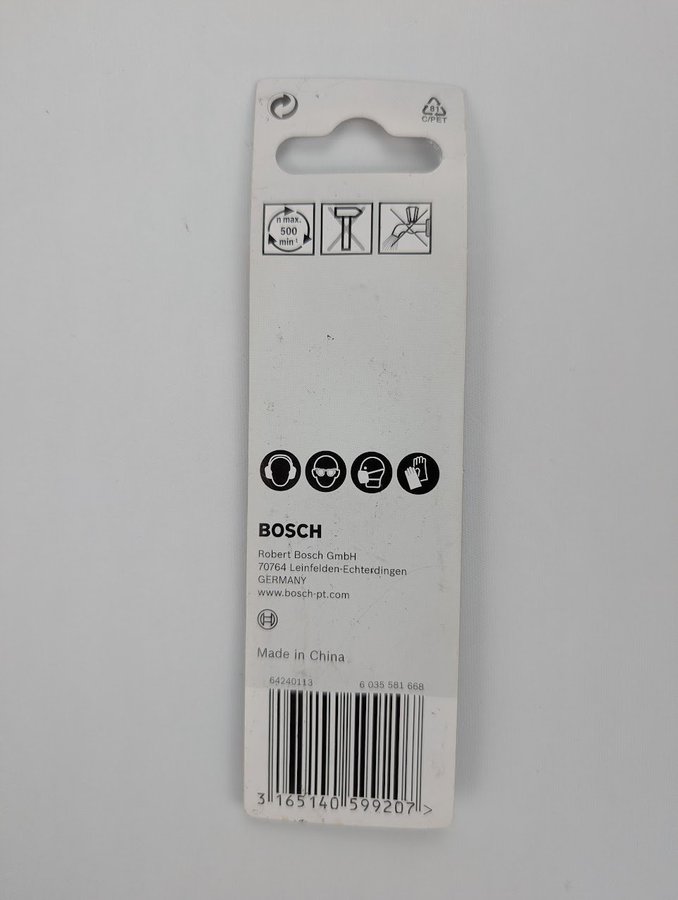 81
C/PET
n max.
500
min⁻¹
BOSCH
Robert Bosch GmbH
70764 Leinfelden-Echterdingen
GERMANY
www.bosch-pt.com
Made in China
64240113 6 035 581 668
3 165140 599207 >